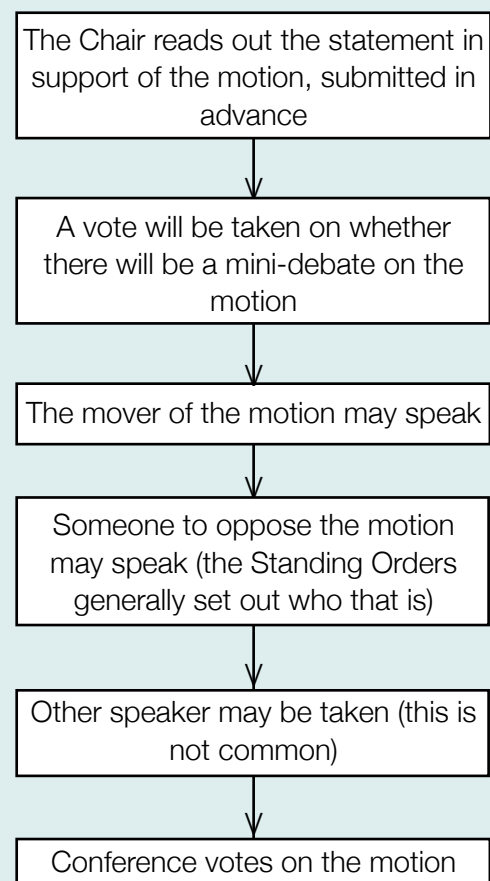 The Chair reads out the statement in
support of the motion, submitted in
advance
A vote will be taken on whether
there will be a mini-debate on the
motion
The mover of the motion may speak
Someone to oppose the motion
may speak (the Standing Orders
generally set out who that is)
Other speaker may be taken (this is
not common)
Conference votes on the motion